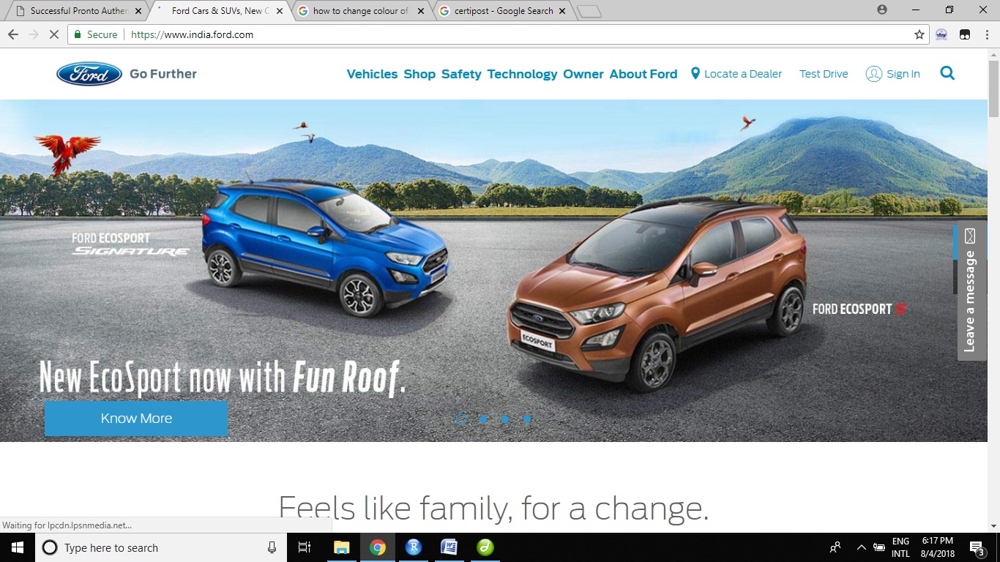 Successful Pronto Authen
Ford Cars & SUVs, New C
how to change colour of
certipost - Google Search
Secure
https://www.india.ford.com
Ford
Go Further
Vehicles Shop Safety Technology Owner About Ford
Locate a Dealer
Test Drive
Sign In
FORD ECOSPORT
SIGNATURE
ECOSPORT
FORD ECOSPORT S
Leave a message
New EcoSport now with Fun Roof.
Know More
Feels like family, for a change.
Waiting for lpcdn.lpsnmedia.net...
Type here to search
R
W
ENG
INTL
6:17 PM
8/4/2018
3